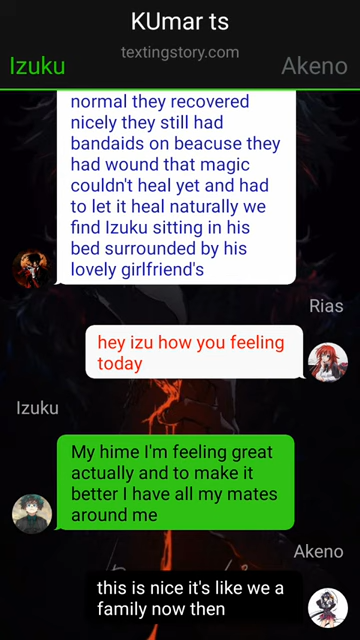 KUmar ts
textingstory.com
Izuku
Akeno
normal they recovered
nicely they still had
bandaids on beacuse they
had wound that magic
couldn't heal yet and had
to let it heal naturally we
find Izuku sitting in his
bed surrounded by his
lovely girlfriend's
Rias
hey izu how you feeling
today
Izuku
My hime I'm feeling great
actually and to make it
better I have all my mates
around me
Akeno
this is nice it's like we a
family now then